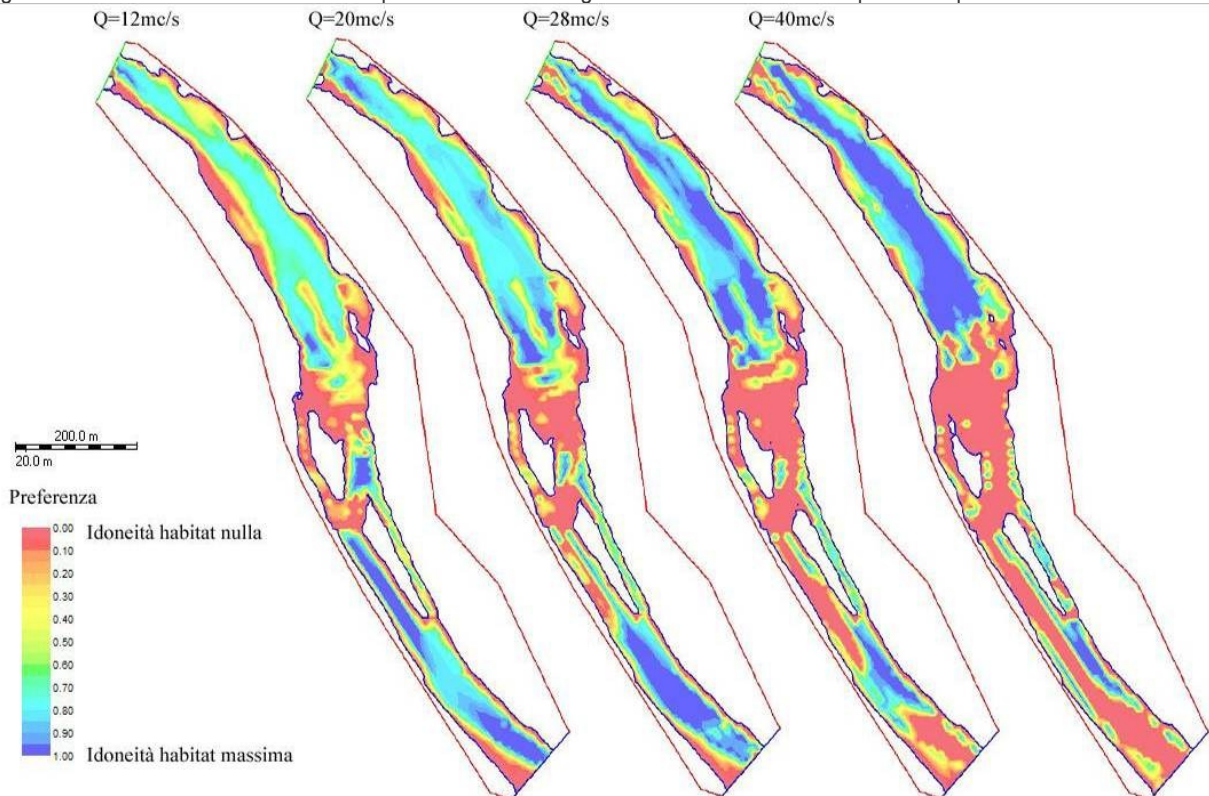 Q=12mc/s Q=20mc/s Q=28mc/s Q=40mc/s
200.0 m
20.0 m
Preferenza
0.00 Idoneità habitat nulla
0.10
0.20
0.30
0.40
0.50
0.60
0.70
0.80
0.90
1.00 Idoneità habitat massima